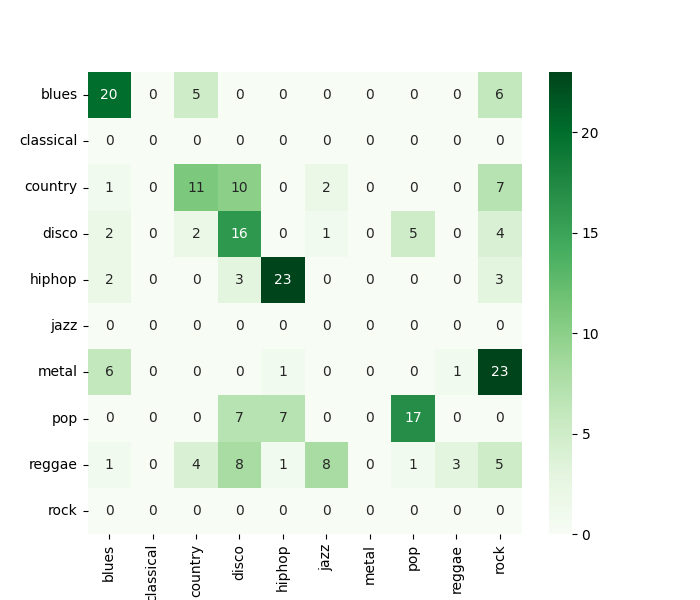 blues 20 0 5 0 0 0 0 0 0 6
classical 0 0 0 0 0 0 0 0 0 0
country 1 0 11 10 0 2 0 0 0 7
disco 2 0 2 16 0 1 0 5 0 4
hiphop 2 0 0 3 23 0 0 0 0 3
jazz 0 0 0 0 0 0 0 0 0 0
metal 6 0 0 0 1 0 0 0 1 23
pop 0 0 0 7 7 0 0 17 0 0
reggae 1 0 4 8 1 8 0 1 3 5
rock 0 0 0 0 0 0 0 0 0 0
blues classical country disco hiphop jazz metal pop reggae rock
20
15
10
5
0